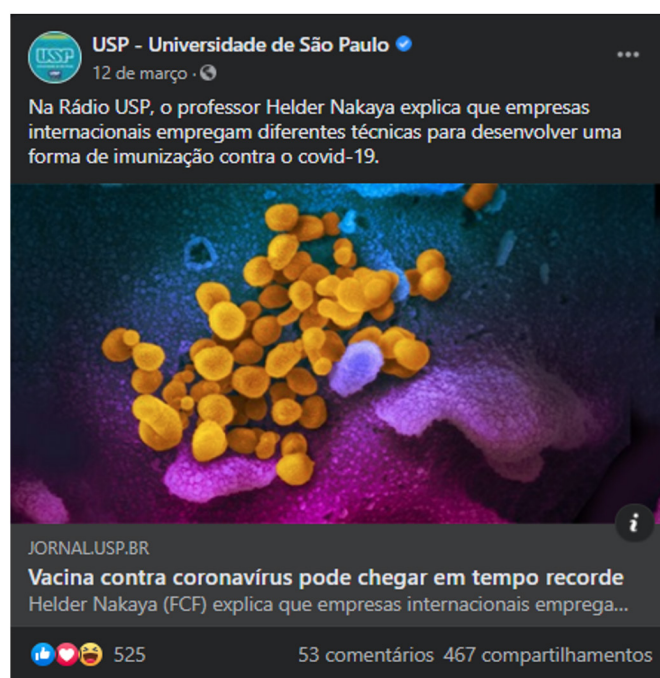 USP - Universidade de São Paulo
12 de março ·
Na Rádio USP, o professor Helder Nakaya explica que empresas
internacionais empregam diferentes técnicas para desenvolver uma
forma de imunização contra o covid-19.
JORNAL.USP.BR
Vacina contra coronavírus pode chegar em tempo recorde
Helder Nakaya (FCF) explica que empresas internacionais emprega...
525
53 comentários 467 compartilhamentos